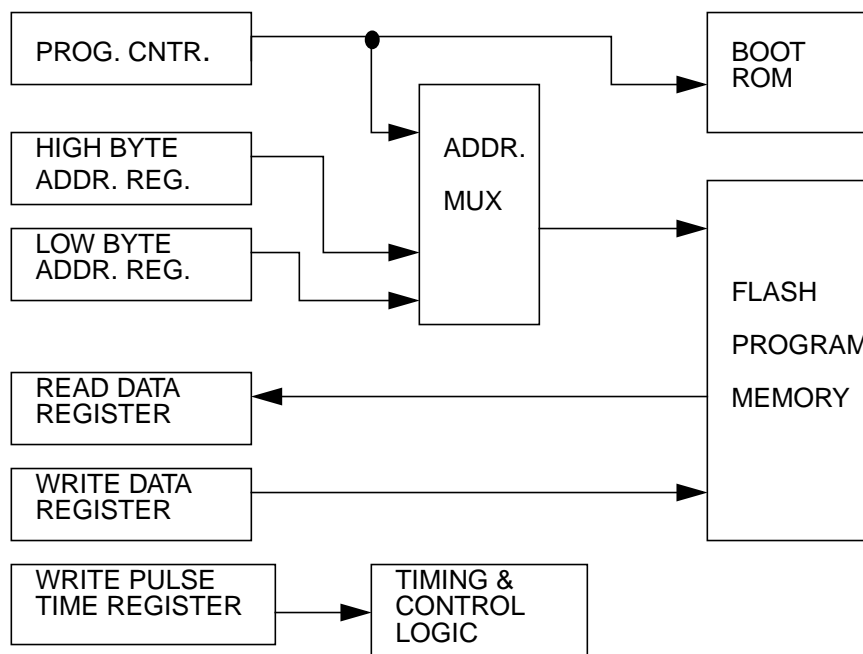 PROG. CNTR.
BOOT
ROM
HIGH BYTE
ADDR. REG.
ADDR.
MUX
LOW BYTE
ADDR. REG.
FLASH
PROGRAM
MEMORY
READ DATA
REGISTER
WRITE DATA
REGISTER
WRITE PULSE
TIME REGISTER
TIMING &
CONTROL
LOGIC